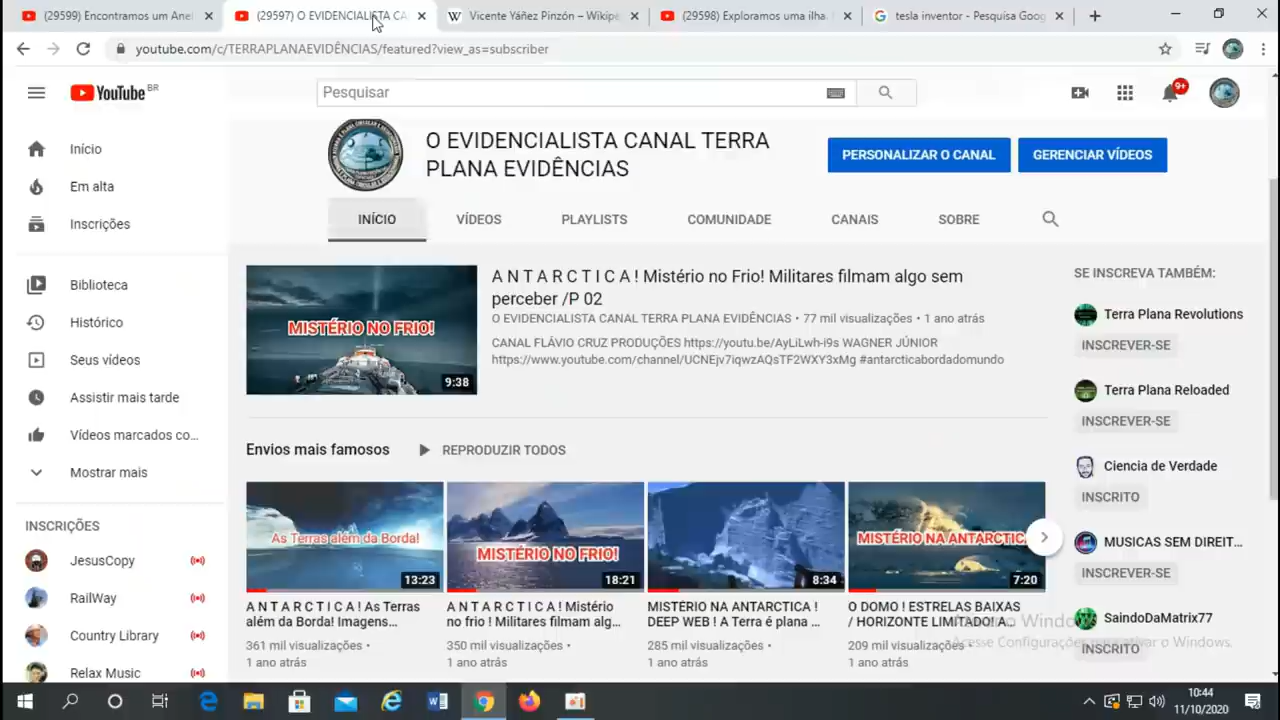 (29599) Encontramos um Ane
(29597) O EVIDENCIALISTA CA
Vicente Yáñez Pinzón – Wikipé
(29598) Exploramos uma ilha
tesla inventor - Pesquisa Goog
youtube.com/c/TERRAPLANAEVIDÊNCIAS/featured?view_as=subscriber
YouTube BR
Pesquisar
9+
Início
Em alta
Inscrições
Biblioteca
Histórico
Seus vídeos
Assistir mais tarde
Vídeos marcados co...
Mostrar mais
INSCRIÇÕES
JesusCopy
RailWay
Country Library
Relax Music
O EVIDENCIALISTA CANAL TERRA
PLANA EVIDÊNCIAS
PERSONALIZAR O CANAL
GERENCIAR VÍDEOS
INÍCIO
VÍDEOS
PLAYLISTS
COMUNIDADE
CANAIS
SOBRE
MISTÉRIO NO FRIO!
9:38
A N T A R C T I C A ! Mistério no Frio! Militares filmam algo sem
perceber /P 02
O EVIDENCIALISTA CANAL TERRA PLANA EVIDÊNCIAS • 77 mil visualizações • 1 ano atrás
CANAL FLÁVIO CRUZ PRODUÇÕES https://youtu.be/AyLiLwh-i9s WAGNER JÚNIOR
https://www.youtube.com/channel/UCNEjv7iqwzAQsTF2WXY3xMg #antarcticabordadomundo
Envios mais famosos
REPRODUZIR TODOS
As Terras além da Borda!
13:23
A N T A R C T I C A ! As Terras
além da Borda! Imagens...
361 mil visualizações •
1 ano atrás
MISTÉRIO NO FRIO!
18:21
A N T A R C T I C A ! Mistério
no frio ! Militares filmam alg...
350 mil visualizações •
1 ano atrás
8:34
MISTÉRIO NA ANTARCTICA !
DEEP WEB ! A Terra é plana ...
285 mil visualizações •
1 ano atrás
MISTÉRIO NA ANTARCTIC
7:20
O DOMO ! ESTRELAS BAIXAS
/ HORIZONTE LIMITADO A...
209 mil visualizações •
1 ano atrás
SE INSCREVA TAMBÉM:
Terra Plana Revolutions
INSCREVER-SE
Terra Plana Reloaded
INSCREVER-SE
Ciencia de Verdade
INSCRITO
MUSICAS SEM DIREIT...
INSCREVER-SE
SaindoDaMatrix77
INSCRITO
Acesse Configurações para ativar o Windows.
10:44
11/10/2020